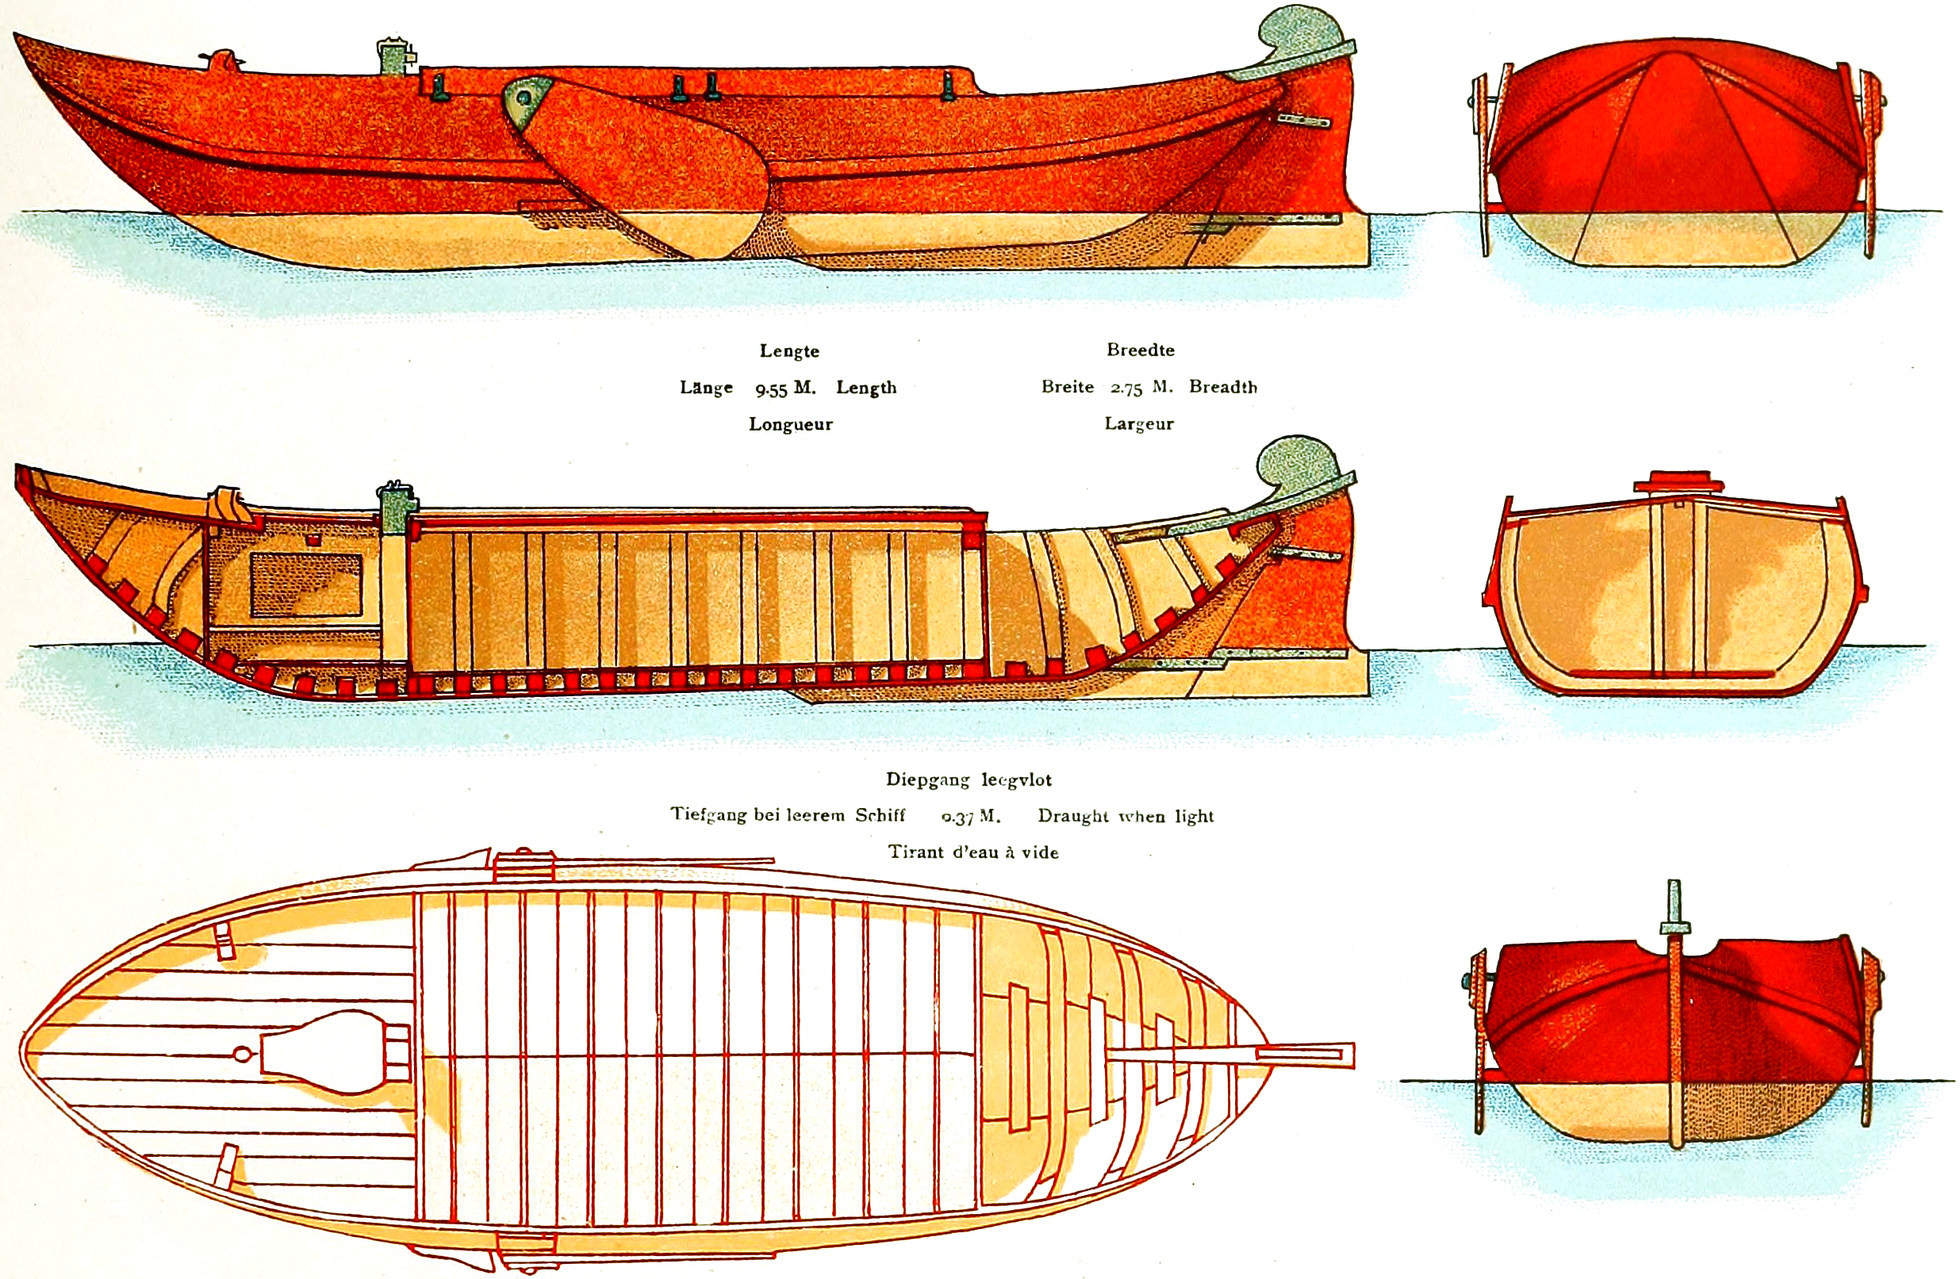 Lengte Breedte
Länge 9.55 M. Length Breite 2.75 M. Breadth
Longueur Largeur
Diepgang leegvlot
Tiefgang bei leerem Schiff 0.37 M. Draught when light
Tirant d'eau à vide